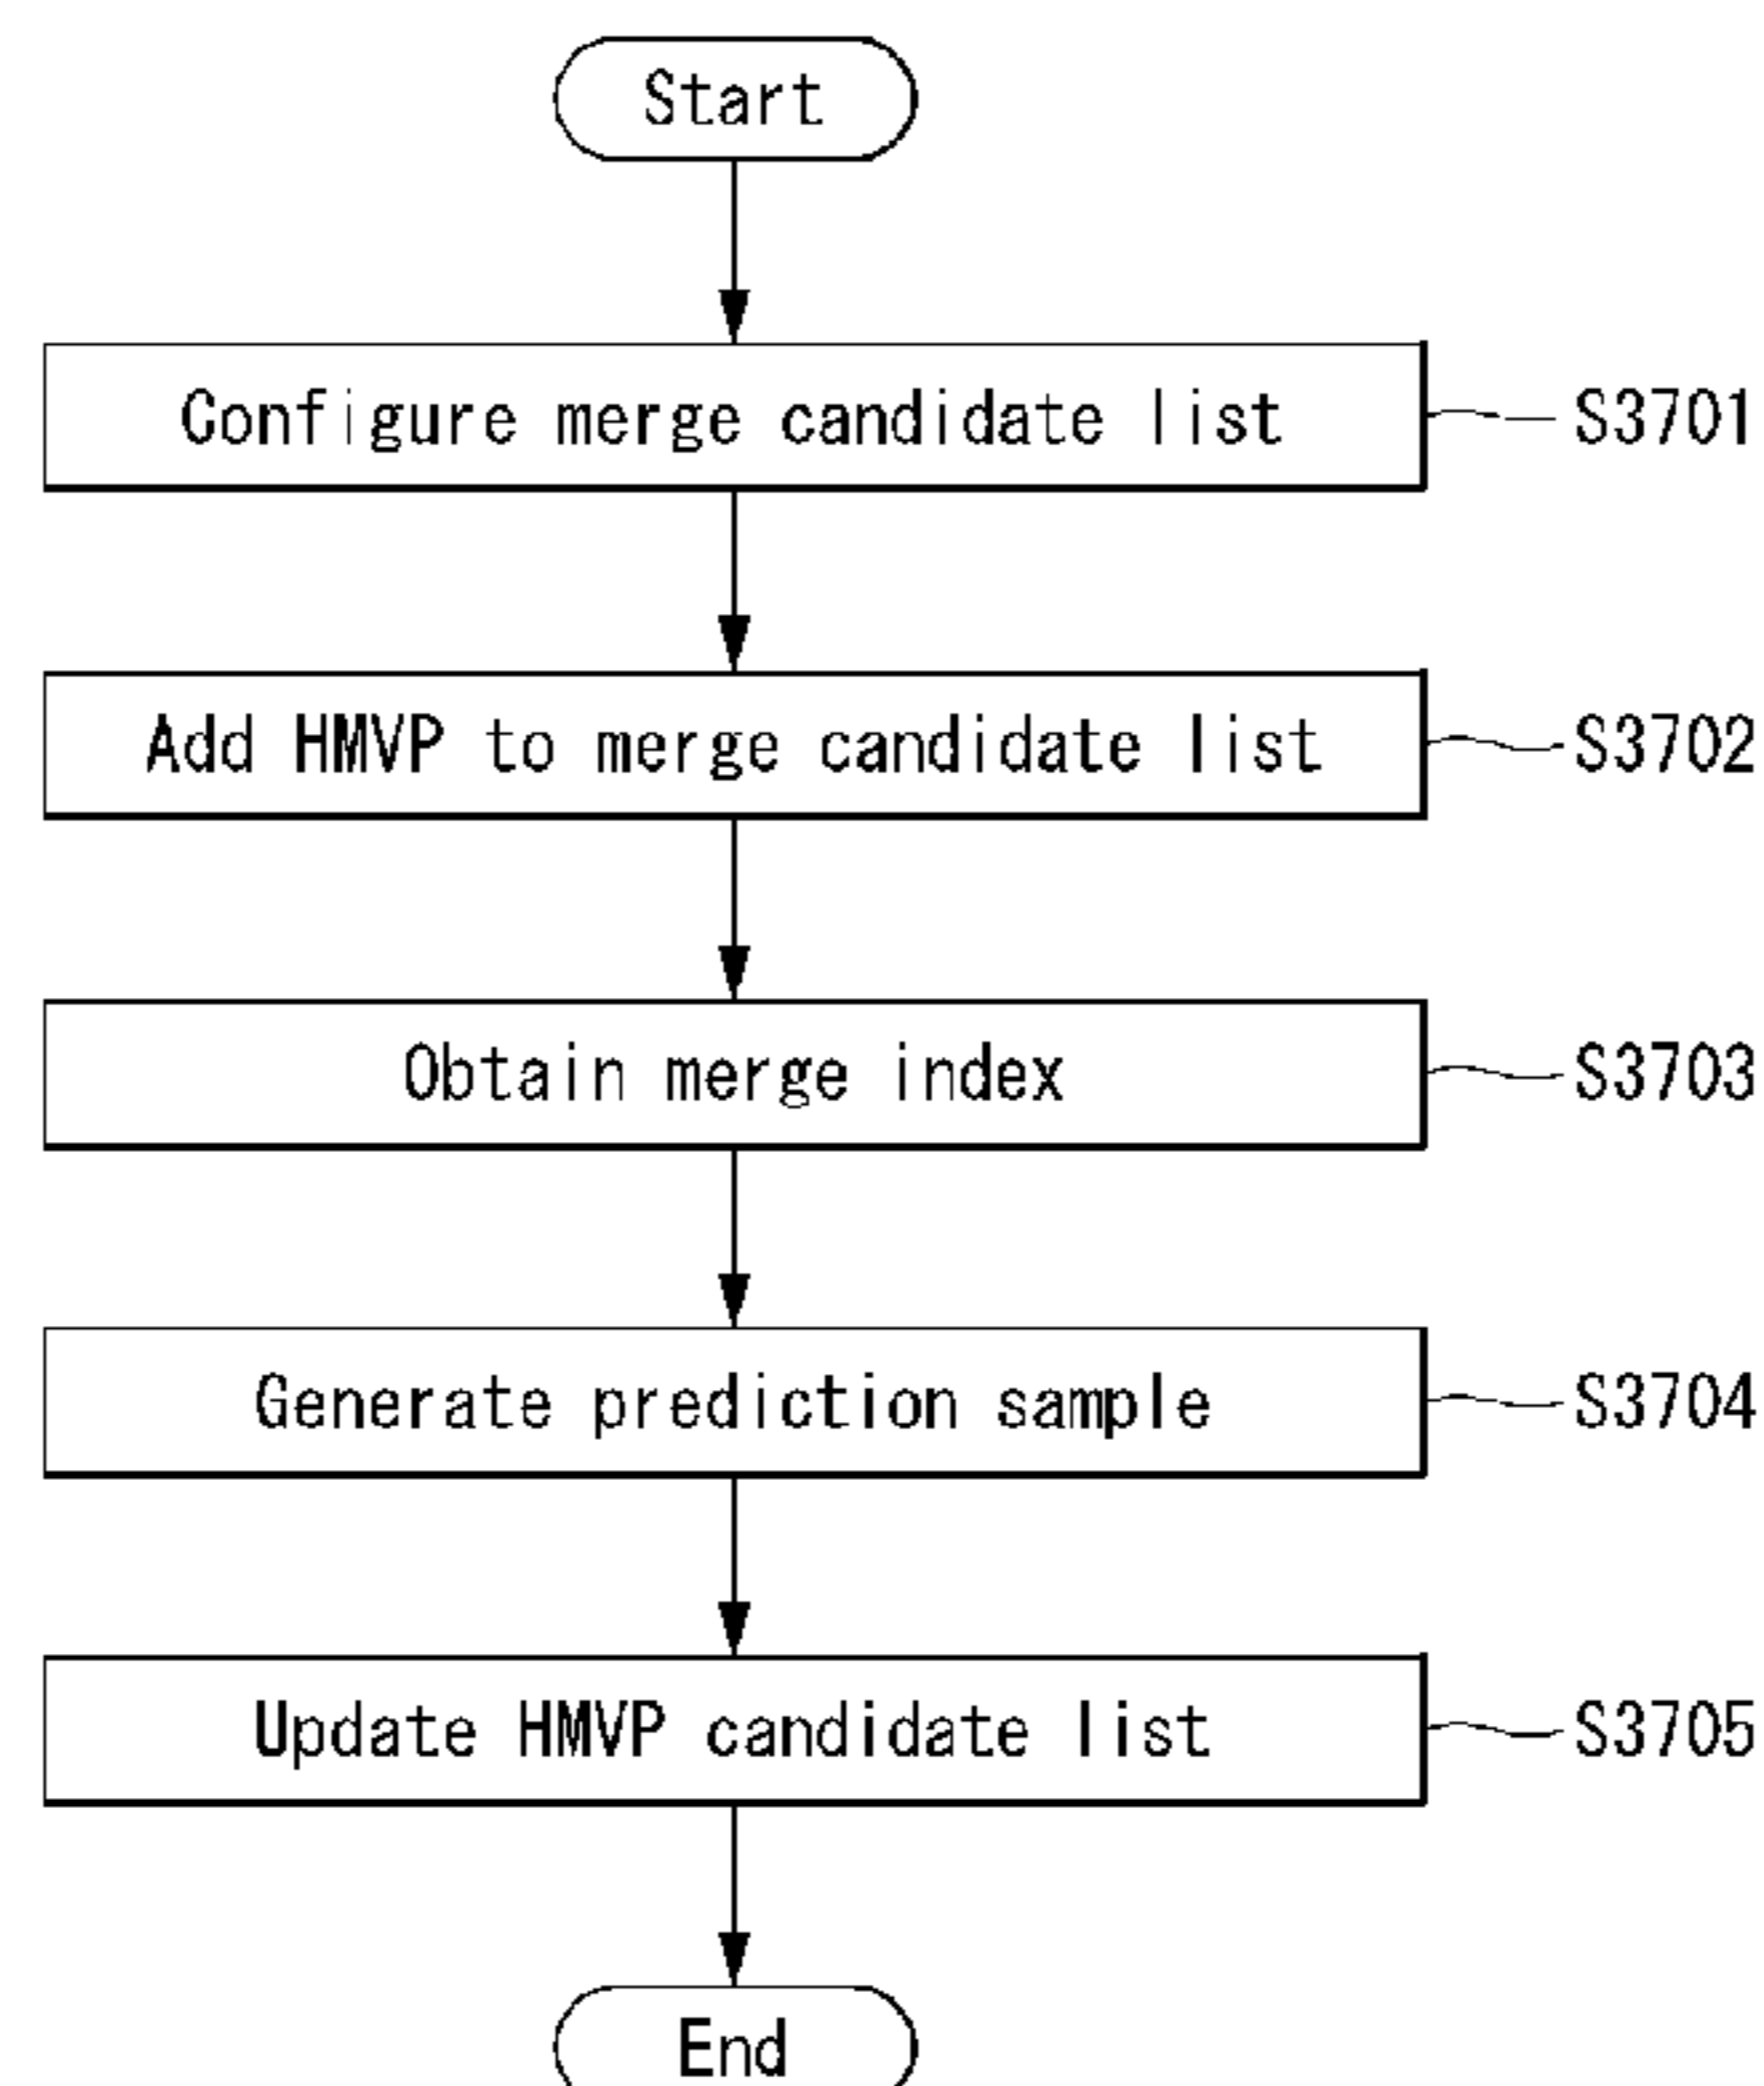 Start
Configure merge candidate list
S3701
Add HMVP to merge candidate list
S3702
Obtain merge index
S3703
Generate prediction sample
S3704
Update HMVP candidate list
S3705
End